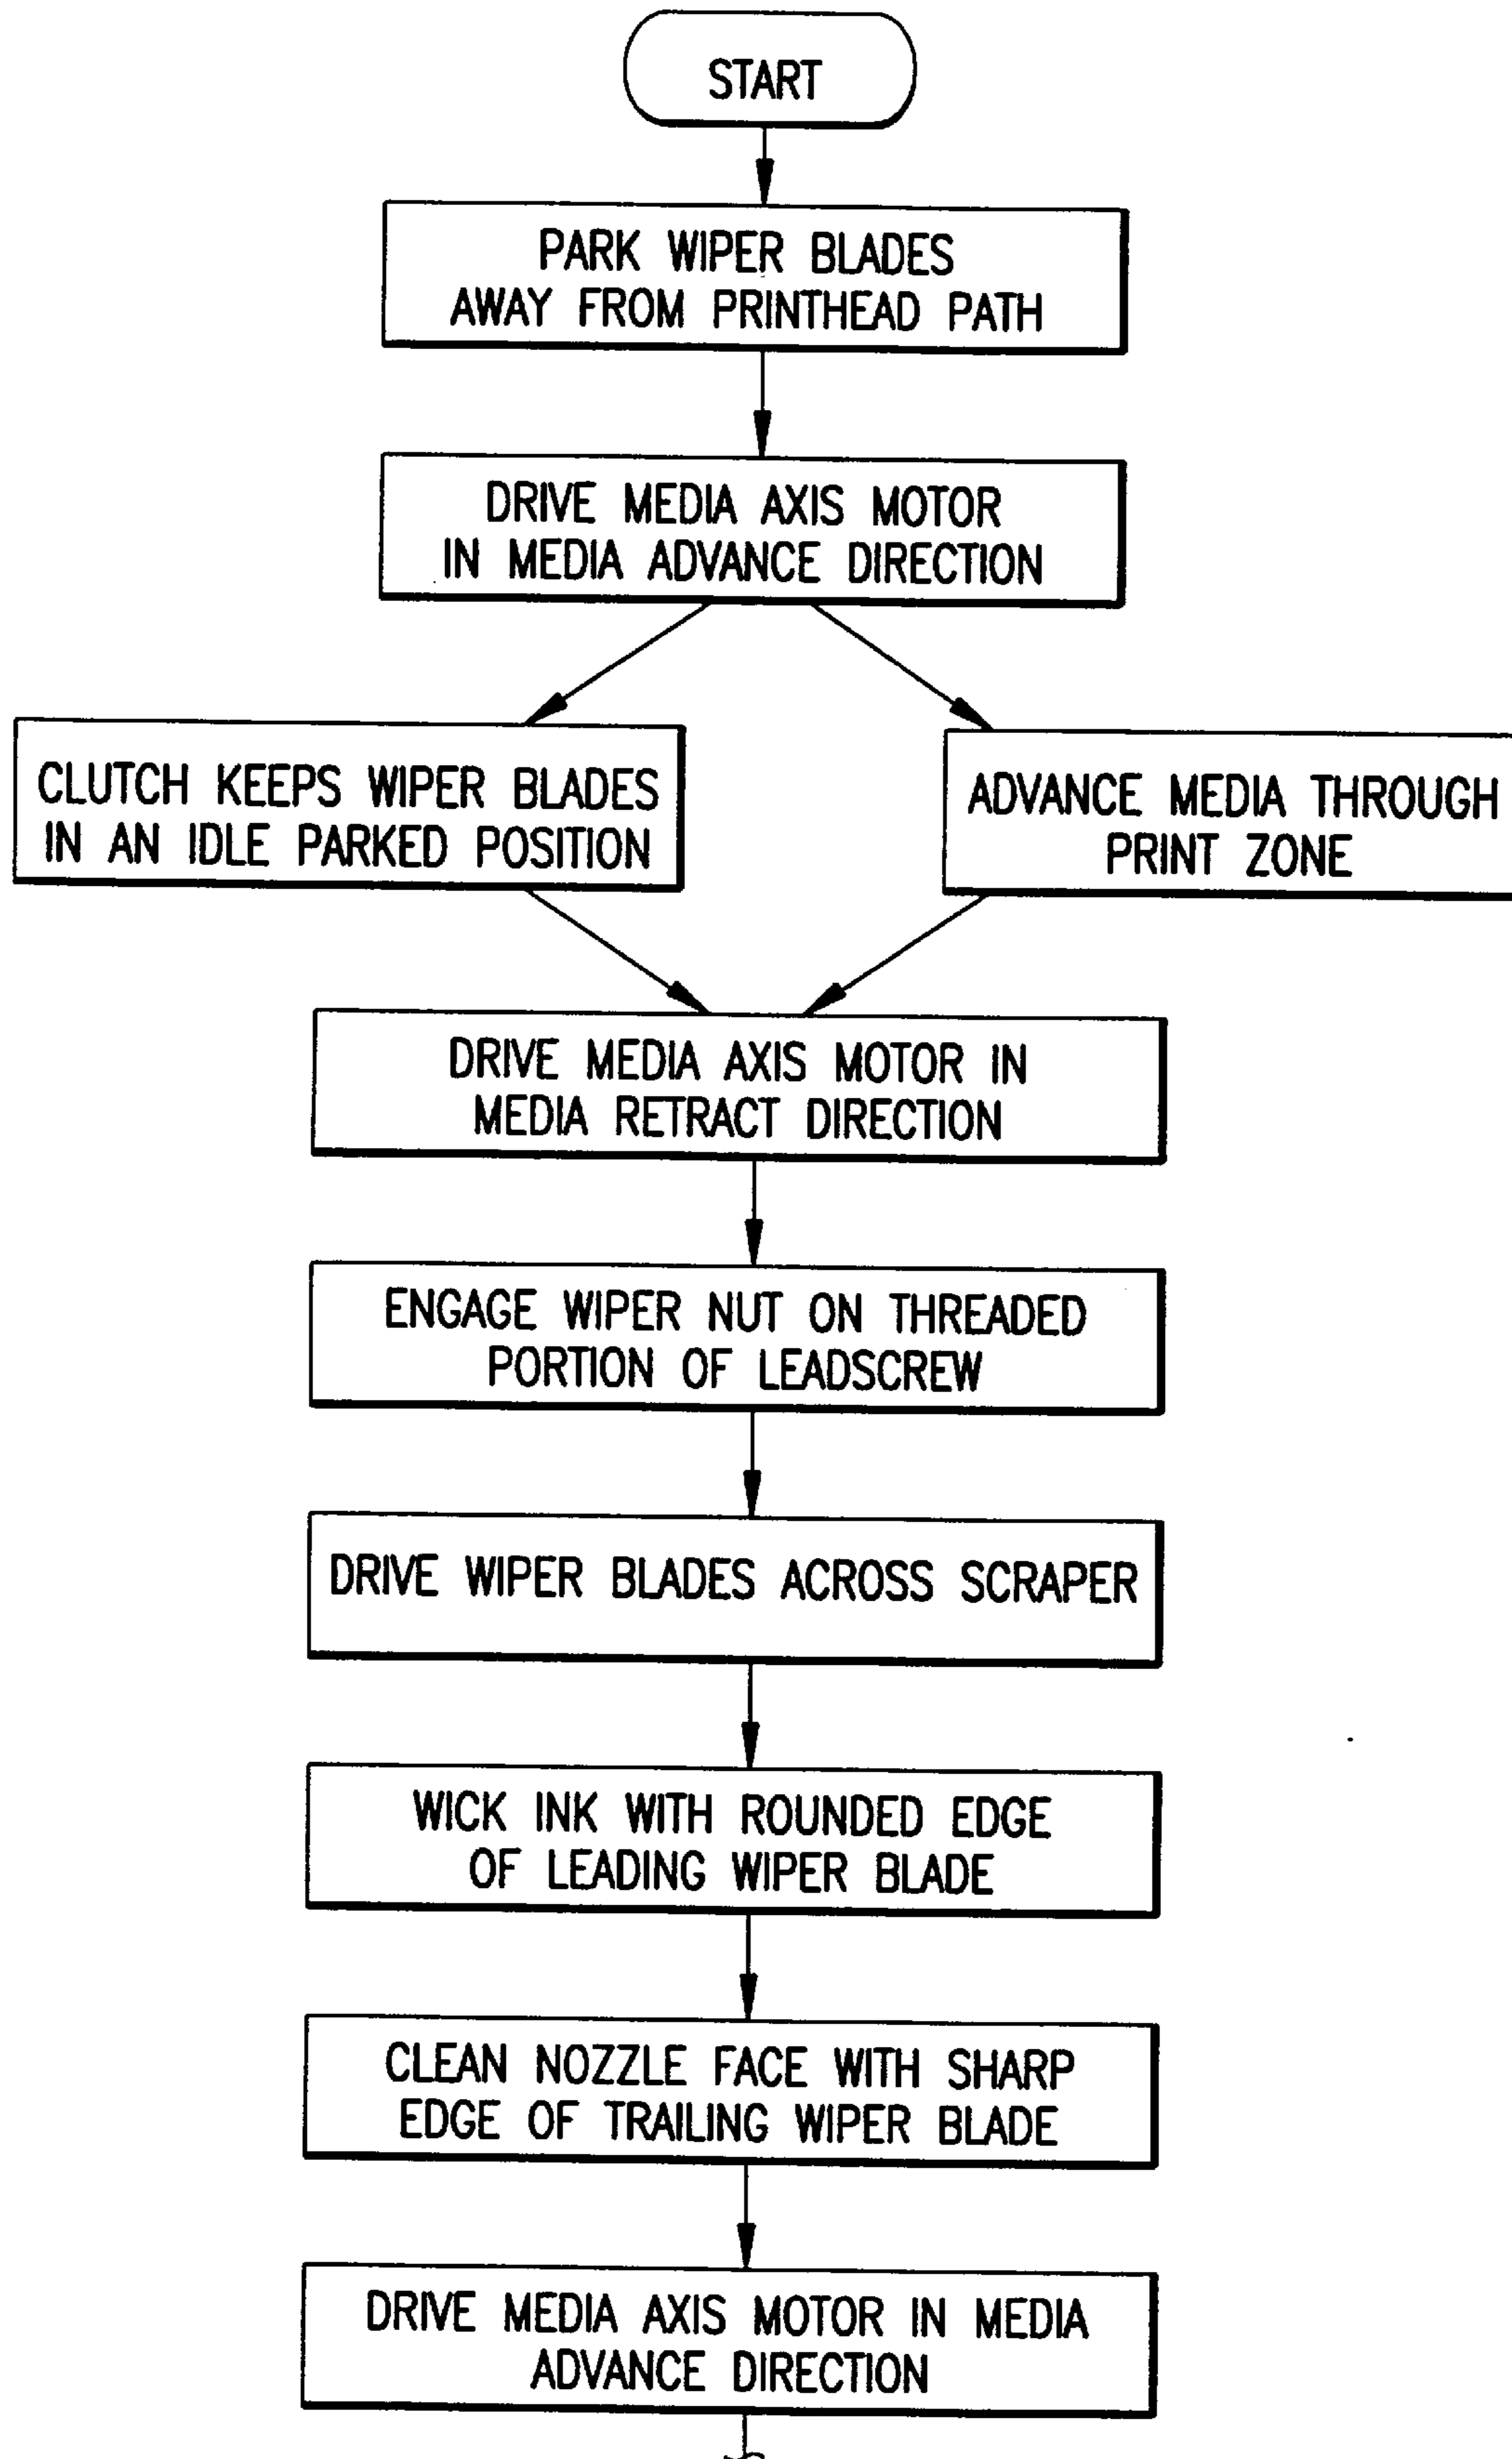 START
PARK WIPER BLADES
AWAY FROM PRINTHEAD PATH
DRIVE MEDIA AXIS MOTOR
IN MEDIA ADVANCE DIRECTION
CLUTCH KEEPS WIPER BLADES
IN AN IDLE PARKED POSITION
ADVANCE MEDIA THROUGH
PRINT ZONE
DRIVE MEDIA AXIS MOTOR IN
MEDIA RETRACT DIRECTION
ENGAGE WIPER NUT ON THREADED
PORTION OF LEADSCREW
DRIVE WIPER BLADES ACROSS SCRAPER
WICK INK WITH ROUNDED EDGE
OF LEADING WIPER BLADE
CLEAN NOZZLE FACE WITH SHARP
EDGE OF TRAILING WIPER BLADE
DRIVE MEDIA AXIS MOTOR IN MEDIA
ADVANCE DIRECTION